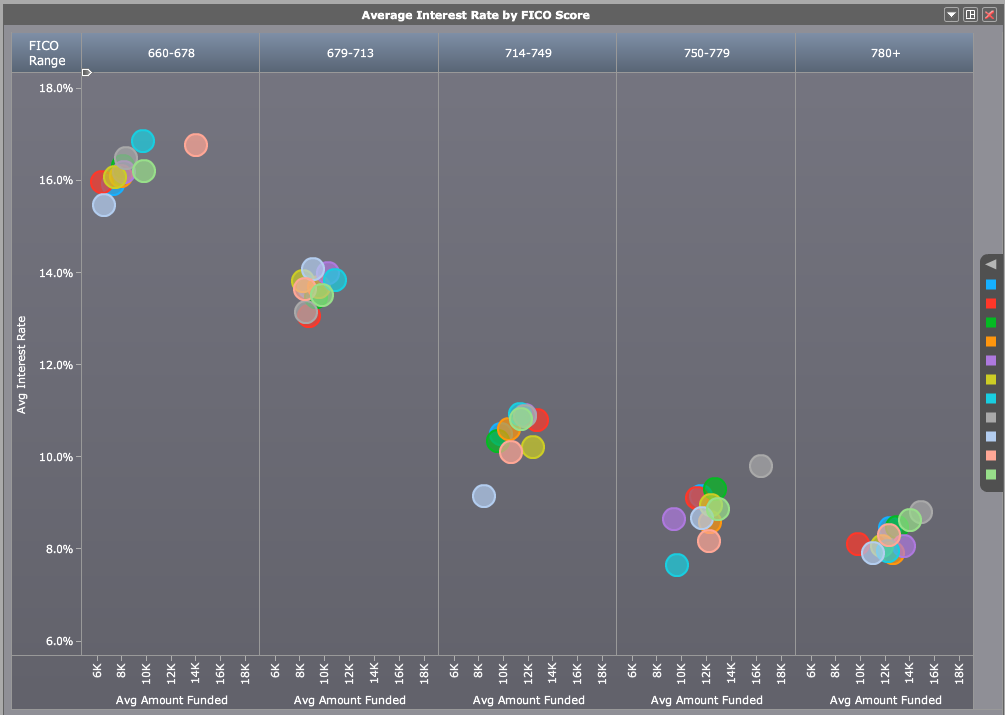 Average Interest Rate by FICO Score
FICO
Range
660-678
679-713
714-749
750-779
780+
18.0%
16.0%
14.0%
12.0%
10.0%
8.0%
6.0%
Avg Interest Rate
6K 8K 10K 12K 14K 16K 18K
6K 8K 10K 12K 14K 16K 18K
6K 8K 10K 12K 14K 16K 18K
6K 8K 10K 12K 14K 16K 18K
6K 8K 10K 12K 14K 16K 18K
Avg Amount Funded
Avg Amount Funded
Avg Amount Funded
Avg Amount Funded
Avg Amount Funded